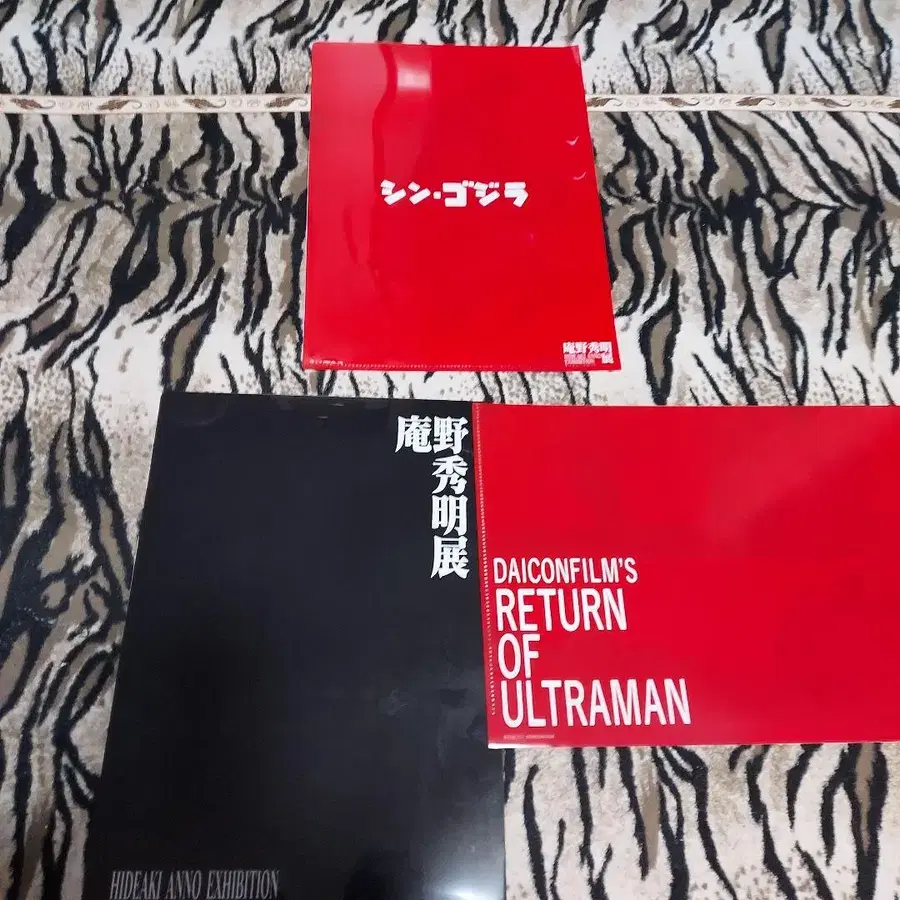 シン・ゴジラ
庵野秀明
展
庵野秀明展
HIDEAKI ANNO EXHIBITION
DAICONFILM'S
RETURN
OF
ULTRAMAN